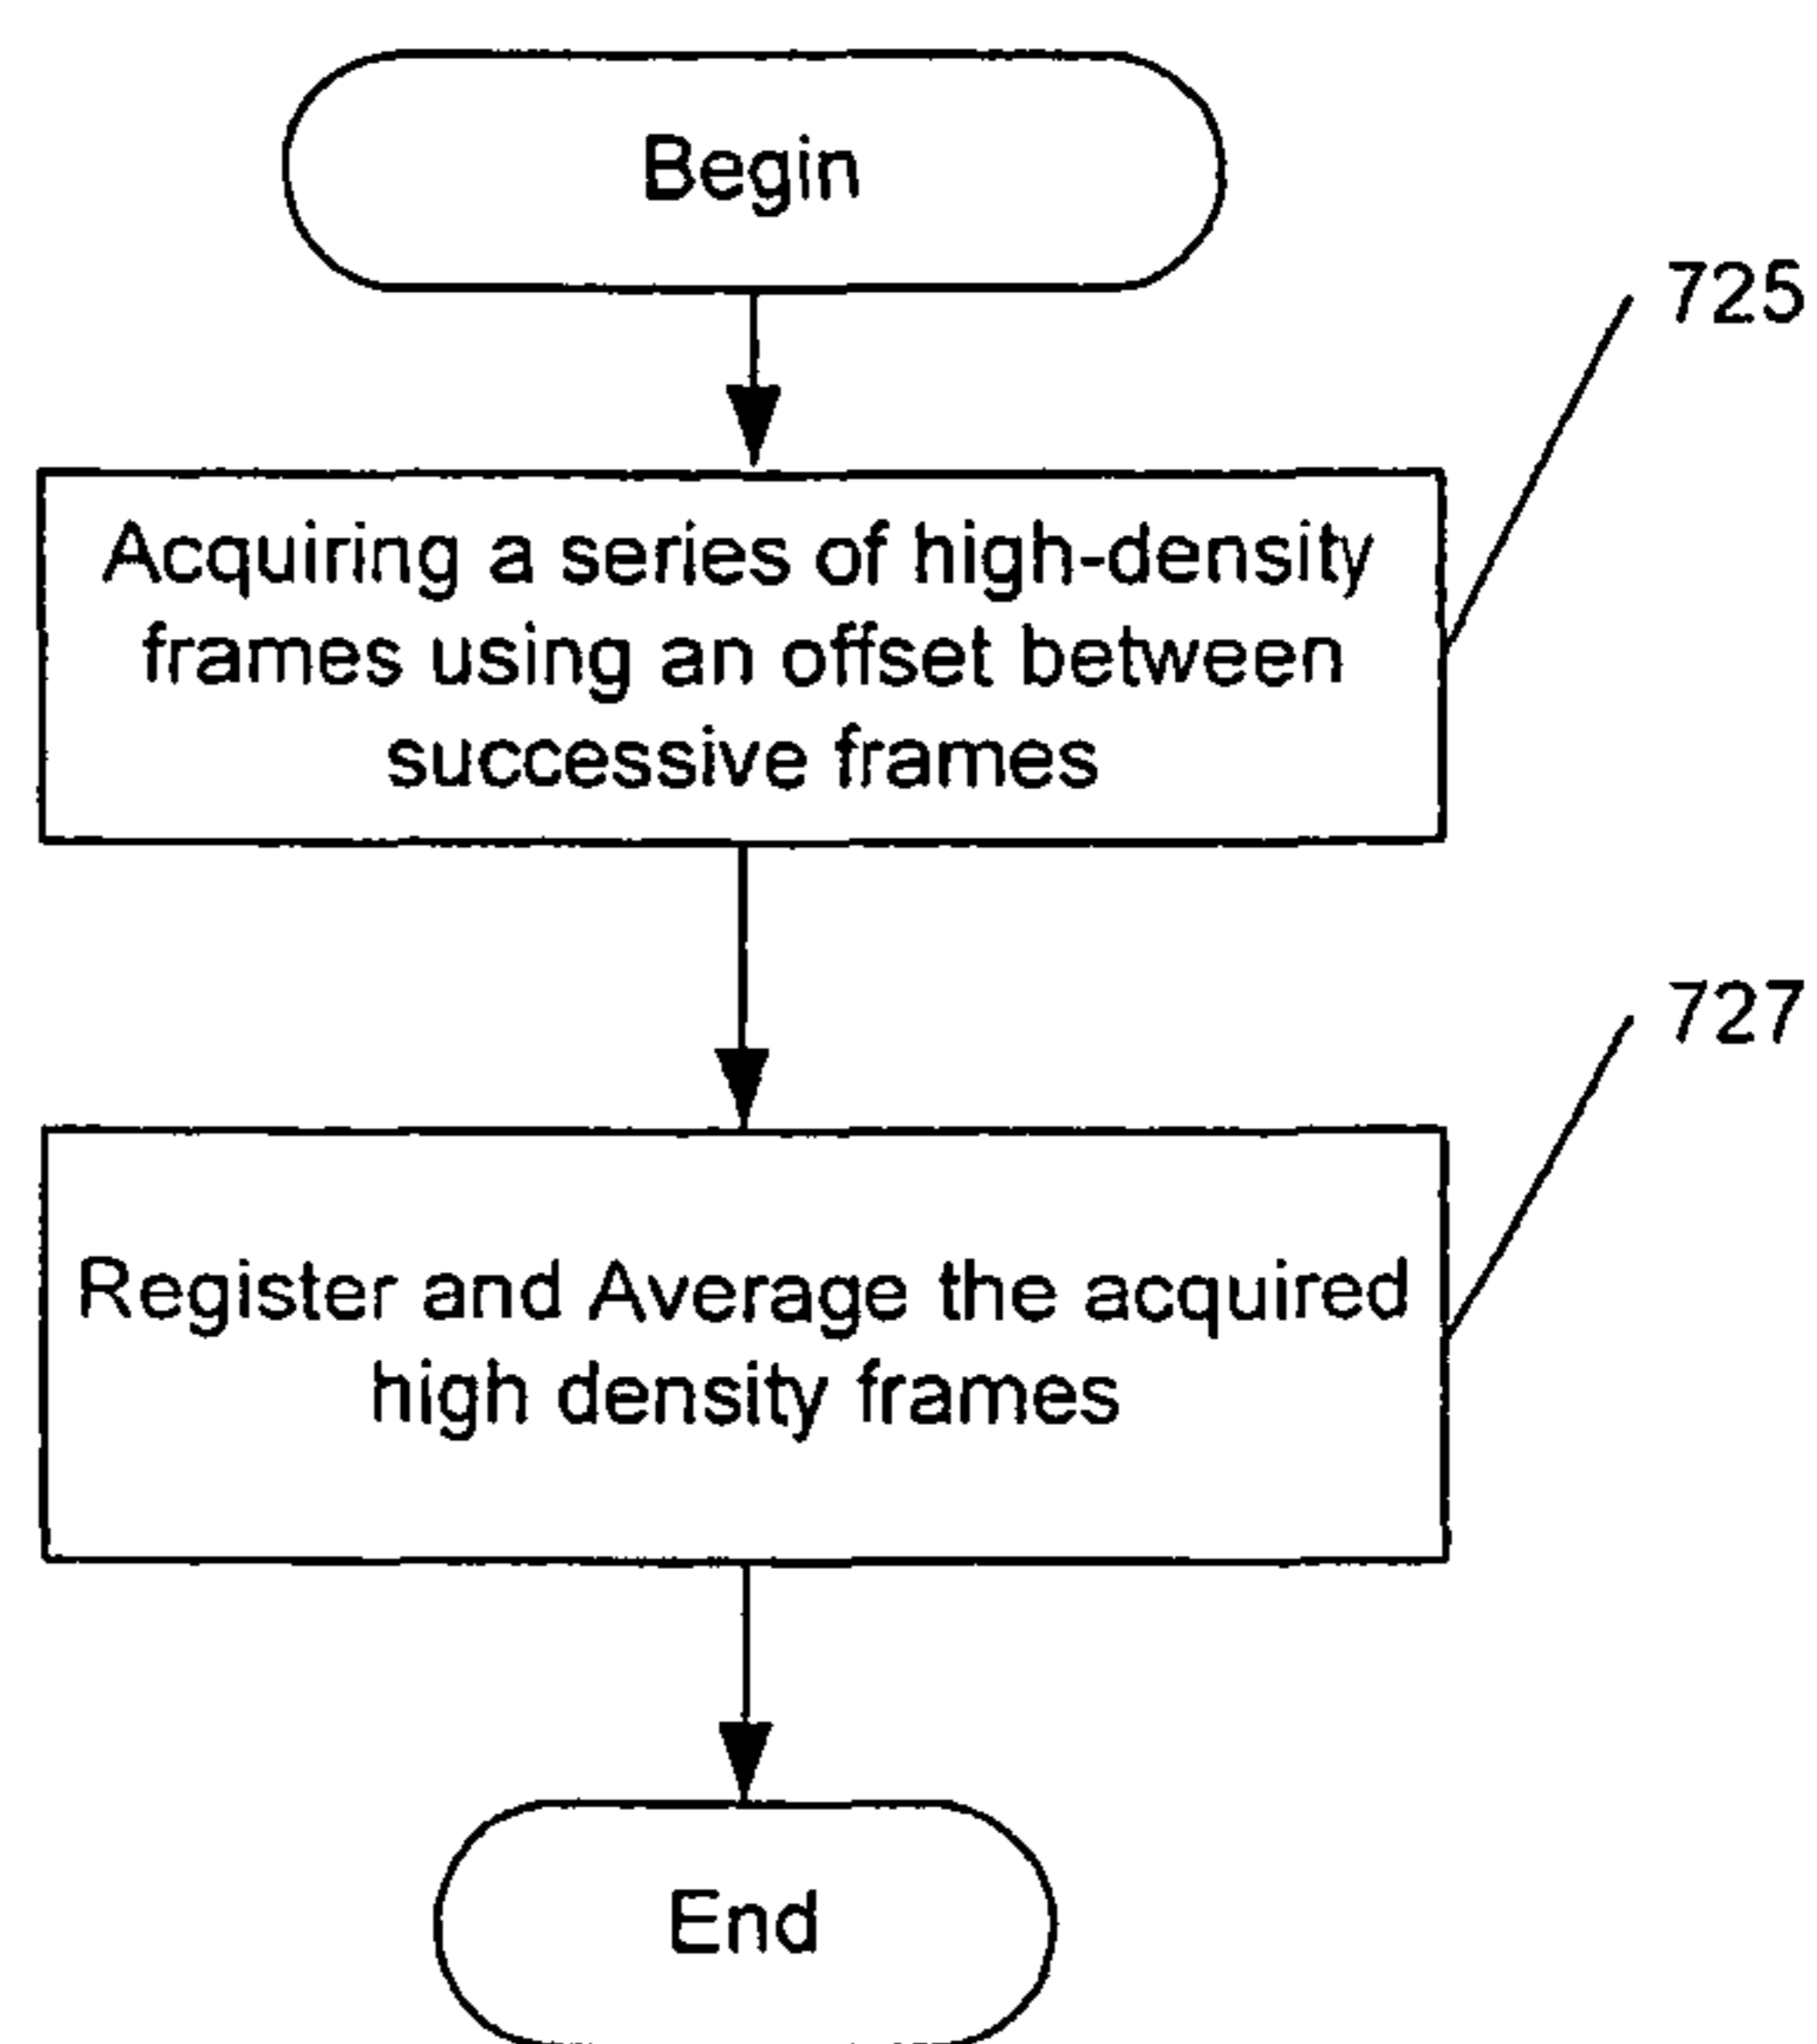 Begin
725
Acquiring a series of high-density
frames using an offset between
successive frames
727
Register and Average the acquired
high density frames
End